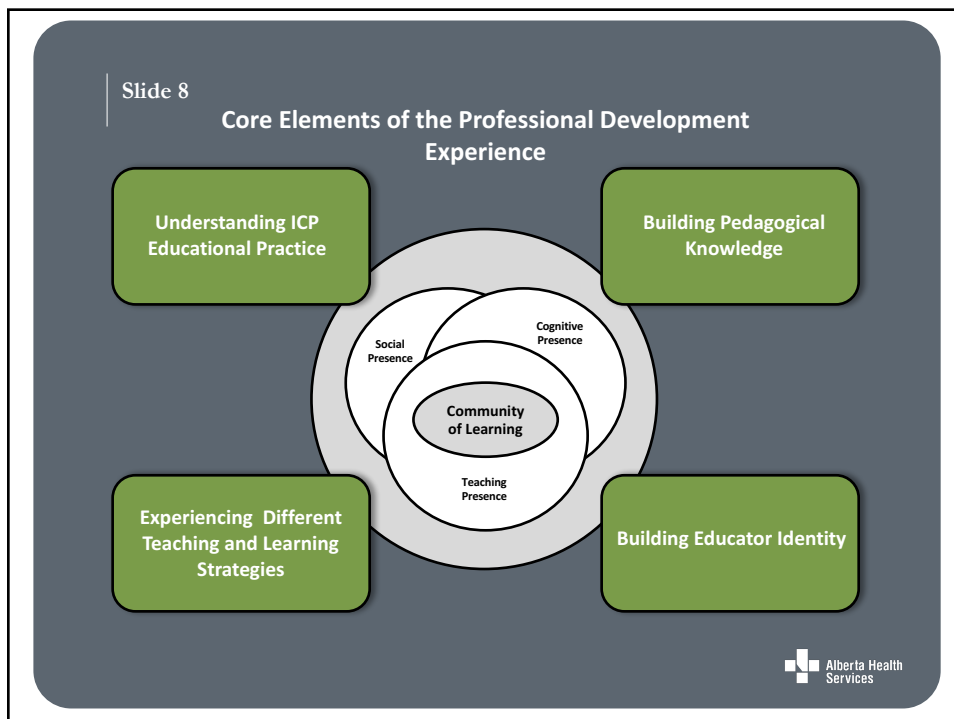 Slide 8
Core Elements of the Professional Development
Experience
Understanding ICP
Educational Practice
Building Pedagogical
Knowledge
Social
Presence
Cognitive
Presence
Community
of Learning
Teaching
Presence
Experiencing  Different
Teaching and Learning
Strategies
Building Educator Identity
Alberta Health
Services